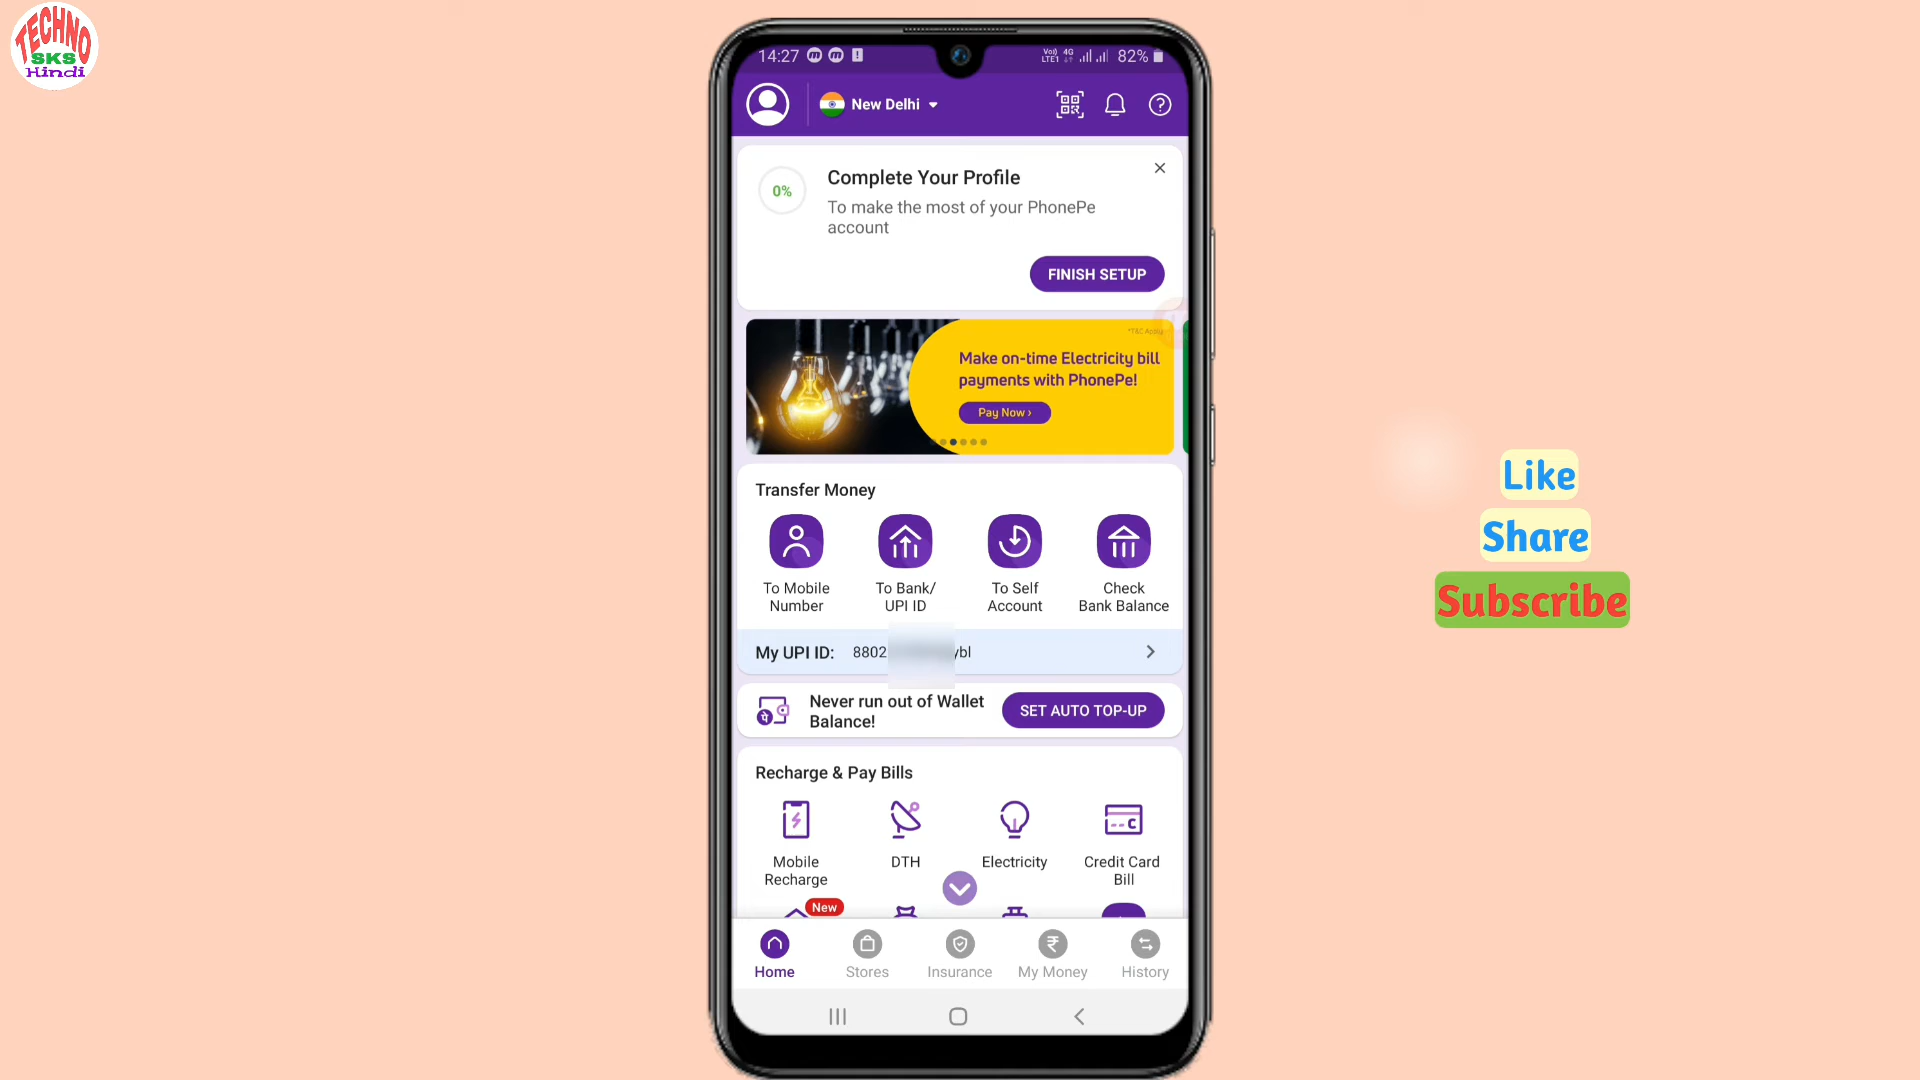 TECHNO
SKS
Hindi
14:27
Vo) 4G
LTE1
82%
New Delhi
0%
Complete Your Profile
To make the most of your PhonePe
account
FINISH SETUP
*T&C Apply
Make on-time Electricity bill
payments with PhonePe!
Pay Now ›
Transfer Money
To Mobile
Number
To Bank/
UPI ID
To Self
Account
Check
Bank Balance
My UPI ID: 8802 ybl
Never run out of Wallet
Balance!
SET AUTO TOP-UP
Recharge & Pay Bills
Mobile
Recharge
DTH
Electricity
Credit Card
Bill
New
Home
Stores
Insurance
My Money
History
Like
Share
Subscribe